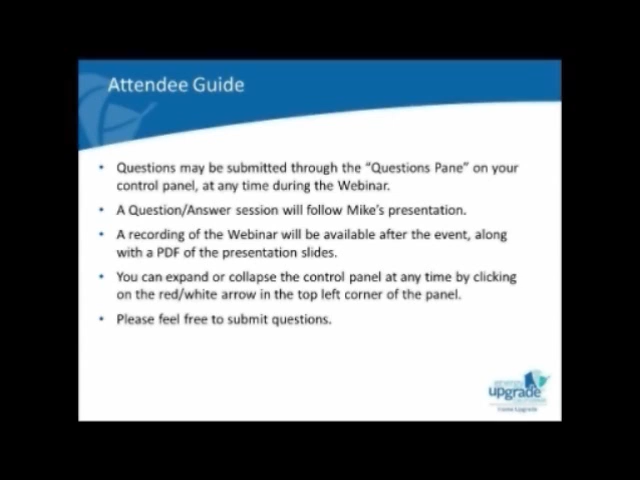 Attendee Guide
• Questions may be submitted through the “Questions Pane” on your
control panel, at any time during the Webinar.
• A Question/Answer session will follow Mike’s presentation.
• A recording of the Webinar will be available after the event, along
with a PDF of the presentation slides.
• You can expand or collapse the control panel at any time by clicking
on the red/white arrow in the top left corner of the panel.
• Please feel free to submit questions.
energy
upgrade
Home Upgrade